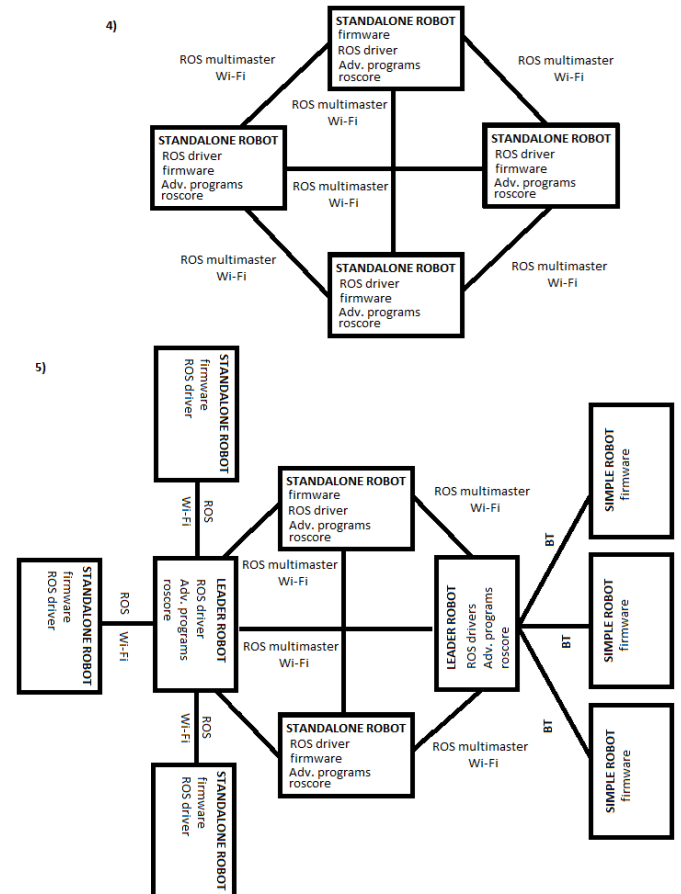 4)
STANDALONE ROBOT
firmware
ROS driver
Adv. programs
roscore
ROS multimaster
Wi-Fi
ROS multimaster
Wi-Fi
ROS multimaster
Wi-Fi
STANDALONE ROBOT
ROS driver
firmware
Adv. programs
roscore
STANDALONE ROBOT
ROS driver
firmware
Adv. programs
roscore
ROS multimaster
Wi-Fi
ROS multimaster
Wi-Fi
ROS multimaster
Wi-Fi
STANDALONE ROBOT
ROS driver
firmware
Adv. programs
roscore
5)
STANDALONE ROBOT
firmware
ROS driver
ROS
Wi-Fi
STANDALONE ROBOT
firmware
ROS driver
ROS
Wi-Fi
LEADER ROBOT
ROS driver
Adv. programs
roscore
ROS
Wi-Fi
STANDALONE ROBOT
firmware
ROS driver
STANDALONE ROBOT
firmware
ROS driver
Adv. programs
roscore
ROS multimaster
Wi-Fi
ROS multimaster
Wi-Fi
ROS multimaster
Wi-Fi
STANDALONE ROBOT
ROS driver
firmware
Adv. programs
roscore
ROS multimaster
Wi-Fi
LEADER ROBOT
ROS drivers
Adv. programs
roscore
BT
BT
BT
SIMPLE ROBOT
firmware
SIMPLE ROBOT
firmware
SIMPLE ROBOT
firmware